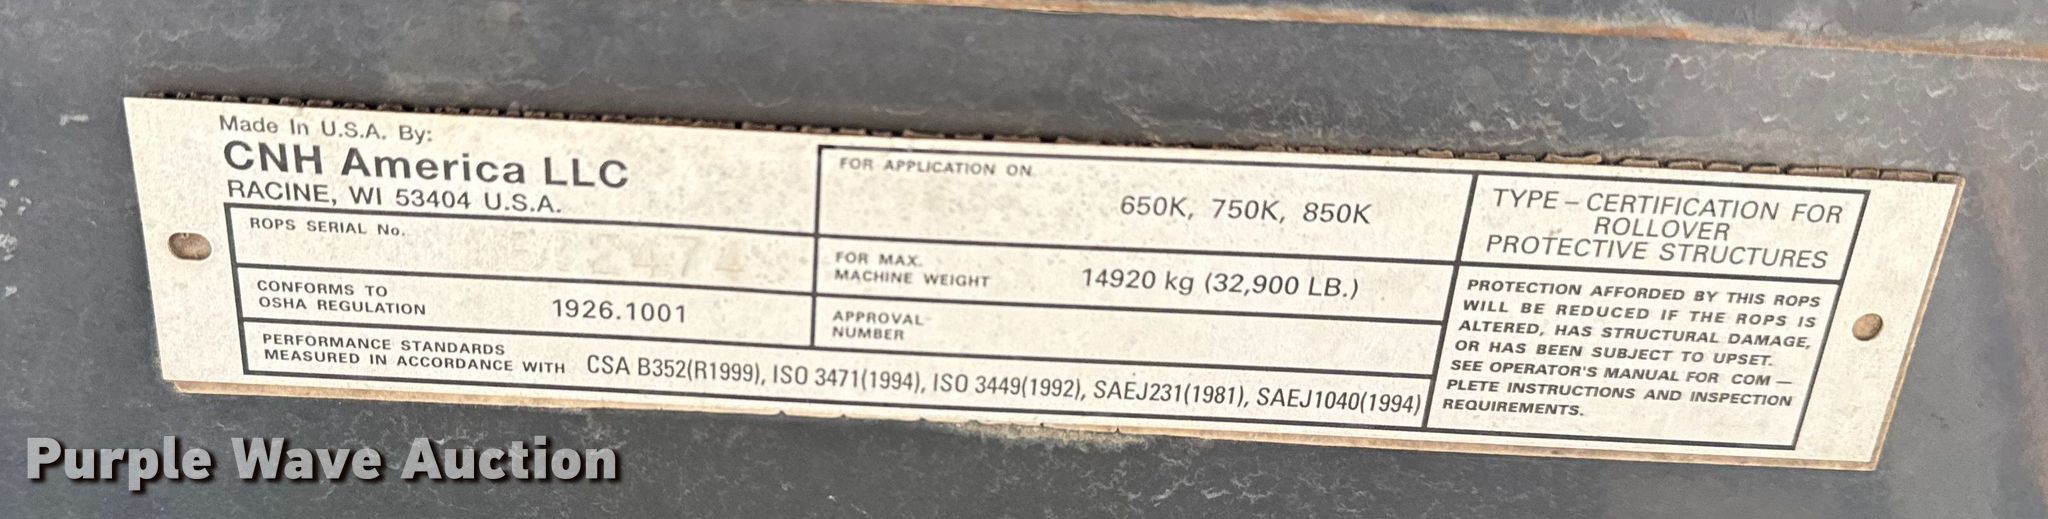 Made In U.S.A. By:
CNH America LLC
RACINE, WI 53404 U.S.A.
ROPS SERIAL No.
CONFORMS TO
OSHA REGULATION
1926.1001
PERFORMANCE STANDARDS
MEASURED IN ACCORDANCE WITH CSA B352(R1999), ISO 3471(1994), ISO 3449(1992), SAEJ231(1981), SAEJ1040(1994)
FOR APPLICATION ON
650K, 750K, 850K
FOR MAX.
MACHINE WEIGHT
14920 kg (32,900 LB.)
APPROVAL
NUMBER
TYPE – CERTIFICATION FOR
ROLLOVER
PROTECTIVE STRUCTURES
PROTECTION AFFORDED BY THIS ROPS
WILL BE REDUCED IF THE ROPS IS
ALTERED, HAS STRUCTURAL DAMAGE,
OR HAS BEEN SUBJECT TO UPSET.
SEE OPERATOR'S MANUAL FOR COM –
PLETE INSTRUCTIONS AND INSPECTION
REQUIREMENTS.
Purple Wave Auction